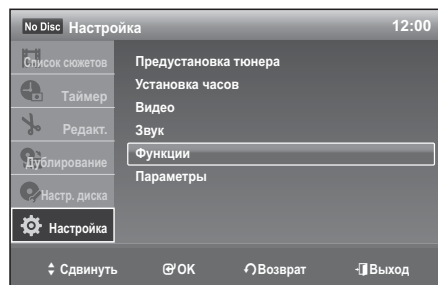 No Disc Настройка 12:00
Список сюжетов
Таймер
Редакт.
Дублирование
Настр. диска
Настройка
Предустановка тюнера
Установка часов
Видео
Звук
Функции
Параметры
Сдвинуть OK Возврат Выход